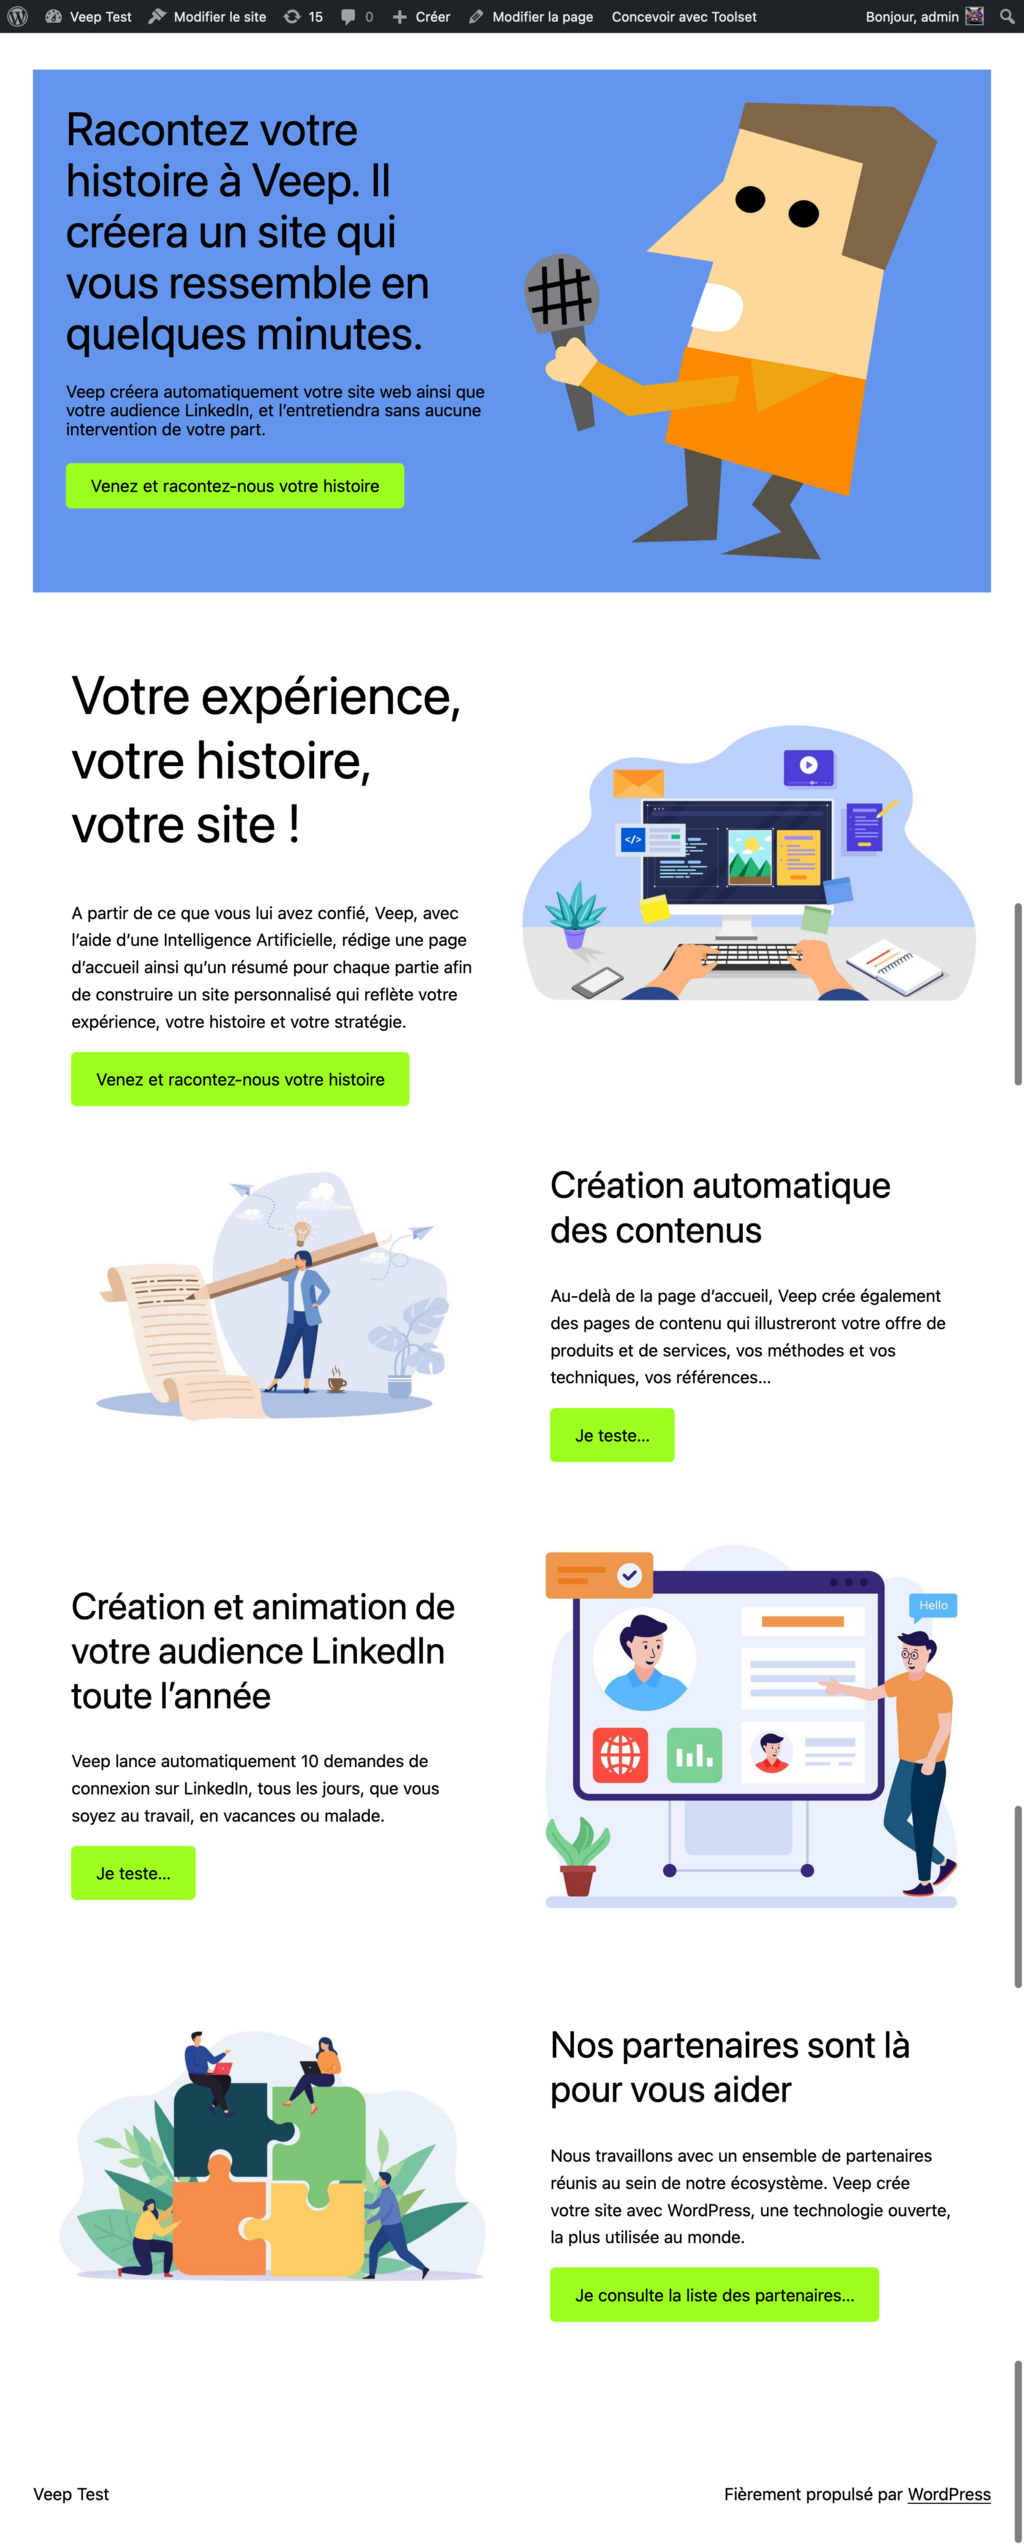 Veep Test Modifier le site 15 0 Créer Modifier la page Concevoir avec Toolset Bonjour, admin
Racontez votre
histoire à Veep. Il
créera un site qui
vous ressemble en
quelques minutes.
Veep créera automatiquement votre site web ainsi que
votre audience LinkedIn, et l’entretiendra sans aucune
intervention de votre part.
Venez et racontez-nous votre histoire
Votre expérience,
votre histoire,
votre site !
A partir de ce que vous lui avez confié, Veep, avec
l’aide d’une Intelligence Artificielle, rédige une page
d’accueil ainsi qu’un résumé pour chaque partie afin
de construire un site personnalisé qui reflète votre
expérience, votre histoire et votre stratégie.
Venez et racontez-nous votre histoire
</>
Création automatique
des contenus
Au-delà de la page d’accueil, Veep crée également
des pages de contenu qui illustreront votre offre de
produits et de services, vos méthodes et vos
techniques, vos références...
Je teste...
Création et animation de
votre audience LinkedIn
toute l’année
Veep lance automatiquement 10 demandes de
connexion sur LinkedIn, tous les jours, que vous
soyez au travail, en vacances ou malade.
Je teste...
Hello
Nos partenaires sont là
pour vous aider
Nous travaillons avec un ensemble de partenaires
réunis au sein de notre écosystème. Veep crée
votre site avec WordPress, une technologie ouverte,
la plus utilisée au monde.
Je consulte la liste des partenaires...
Veep Test
Fièrement propulsé par WordPress